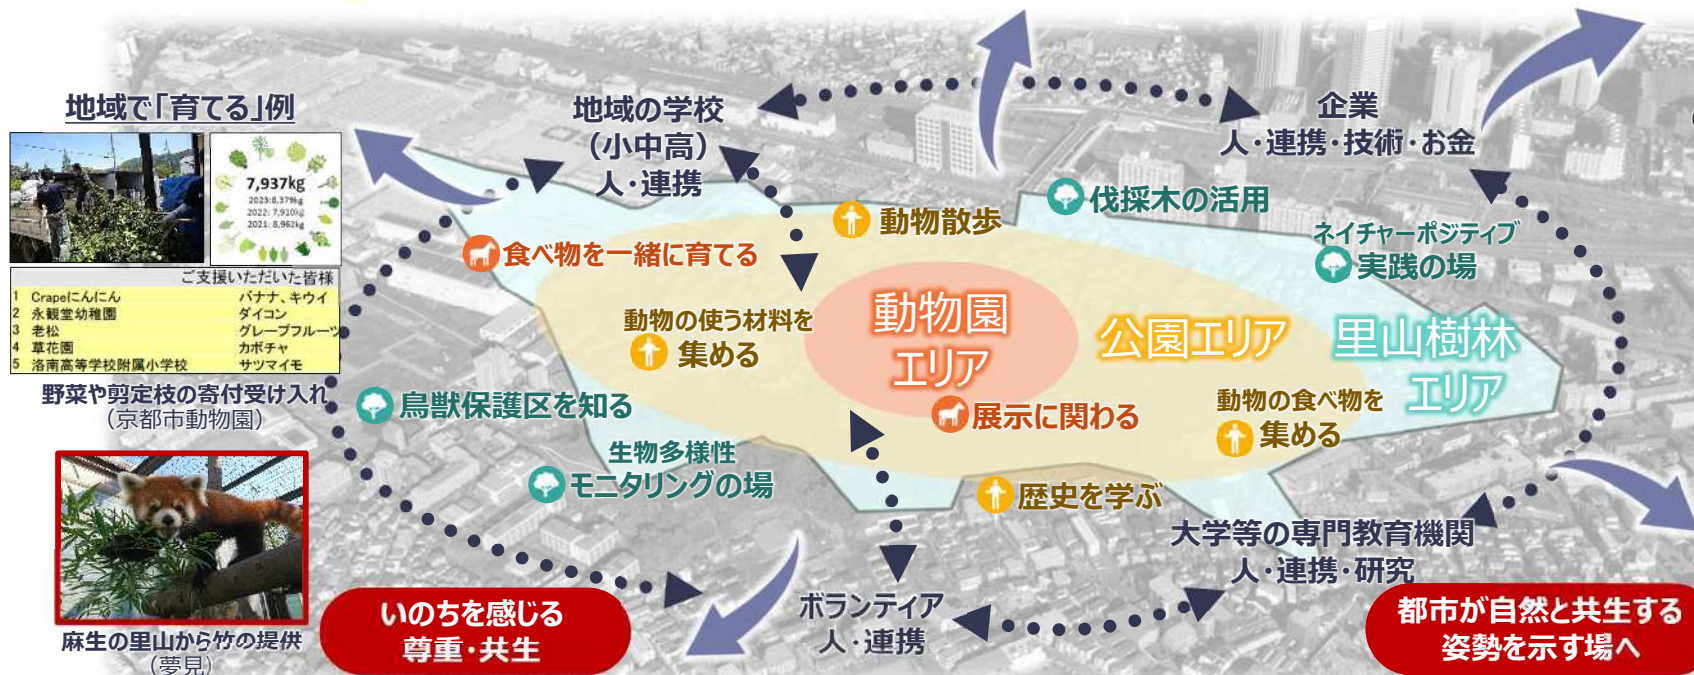 地域で「育てる」例
7,937kg
2023:8,379kg
2022: 7,910kg
2021: 8,962kg
ご支援いただいた皆様
1 Crapeにんにん バナナ、キウイ
2 永観堂幼稚園 ダイコン
3 老松 グレープフルーツ
4 草花園 カボチャ
5 洛南高等学校附属小学校 サツマイモ
野菜や剪定枝の寄付受け入れ
（京都市動物園）
麻生の里山から竹の提供
（夢見）
地域の学校
（小中高）
人・連携
企業
人・連携・技術・お金
伐採木の活用
動物散歩
ネイチャーポジティブ
実践の場
食べ物を一緒に育てる
動物の使う材料を
集める
動物園
エリア
公園エリア
里山樹林
エリア
鳥獣保護区を知る
展示に関わる
動物の食べ物を
集める
生物多様性
モニタリングの場
歴史を学ぶ
大学等の専門教育機関
人・連携・研究
ボランティア
人・連携
いのちを感じる
尊重・共生
都市が自然と共生する
姿勢を示す場へ